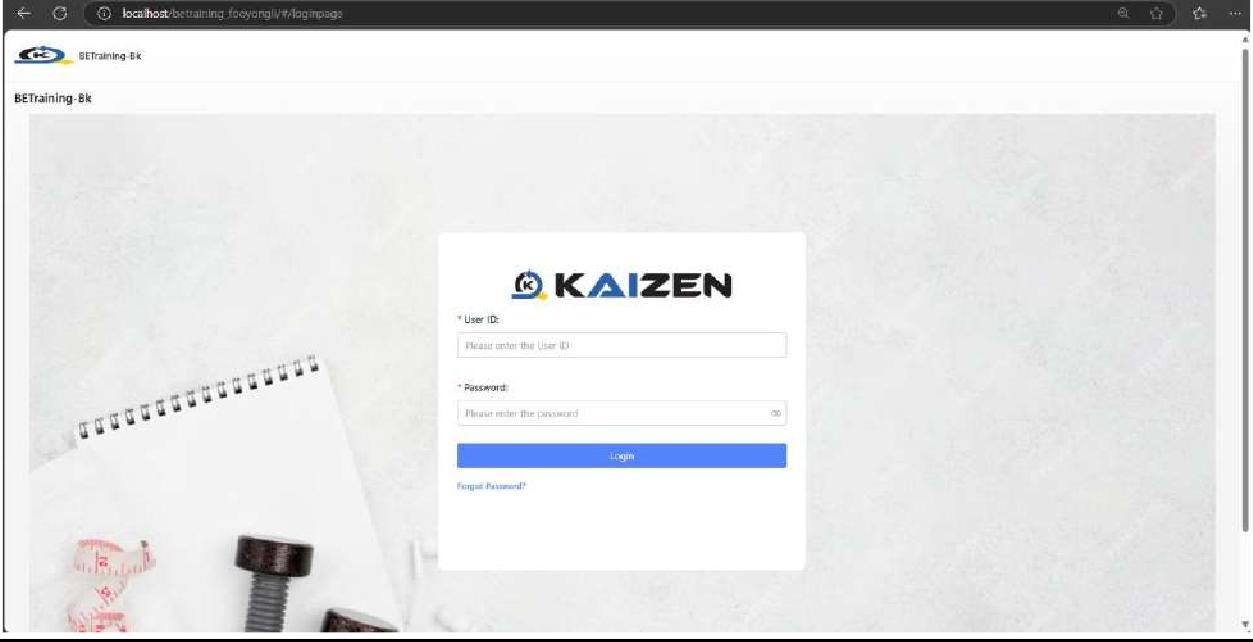 localhost/betraining_fooyongli/#/loginpage
BETraining-Bk
BETraining-Bk
KAIZEN
* User ID:
Please enter the User ID
* Password:
Please enter the password
Login
Forgot Password?